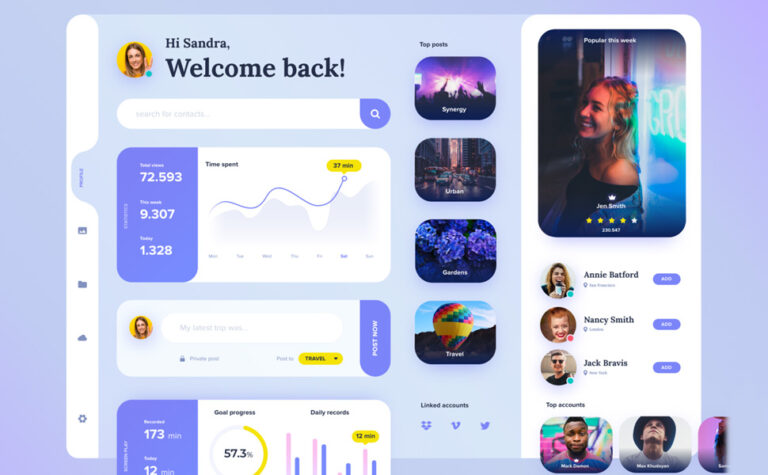 Hi Sandra,
Welcome back!
search for contacts...
PROFILE
STATISTICS
Total views
72.593
This week
9.307
Today
1.328
Time spent
37 min
Mon Tue Wed Thu Fri Sat Sun
My latest trip was...
Private post
Post to
TRAVEL
POST NOW
SCREEN PLAY
Recorded
173 min
Today
12 min
Goal progress
57.3%
Daily records
12 min
Top posts
Synergy
Urban
Gardens
Travel
Linked accounts
Popular this week
Jen Smith
230.547
Annie Batford
San Francisco
ADD
Nancy Smith
London
ADD
Jack Bravis
New York
ADD
Top accounts
Mark Damon
Max Khudayan